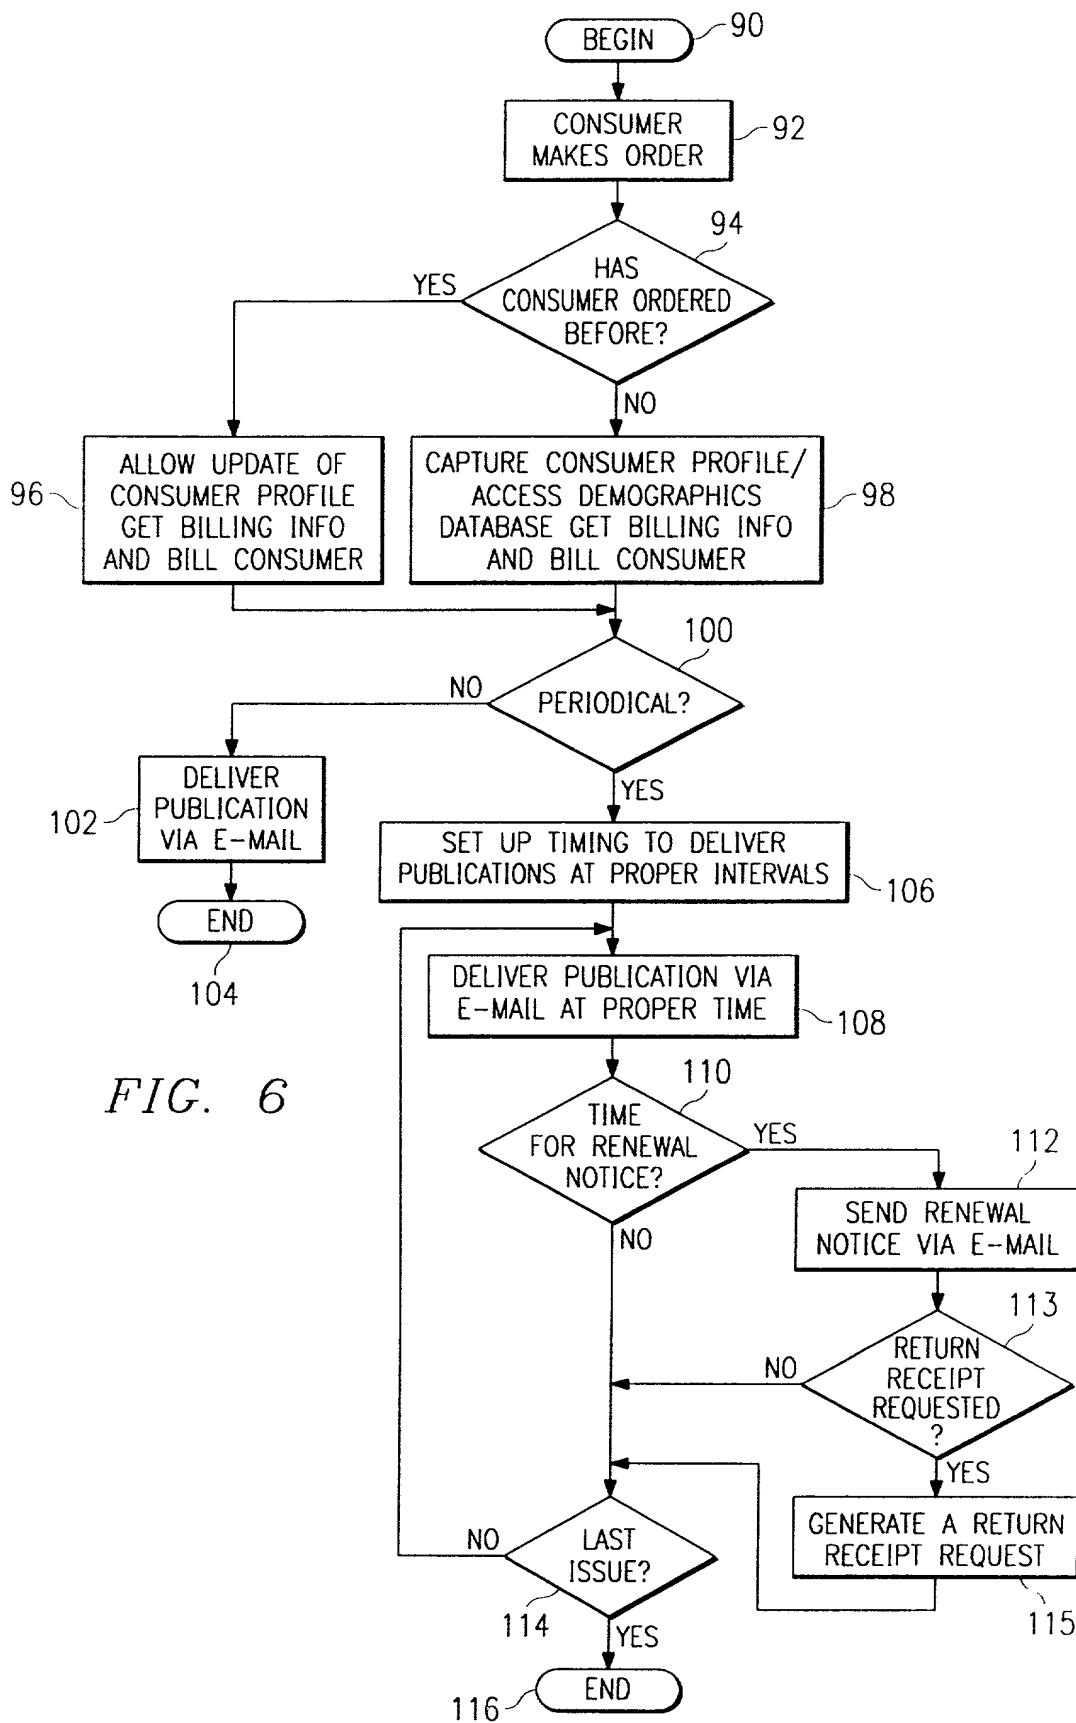 BEGIN
90
CONSUMER
MAKES ORDER
92
94
HAS
CONSUMER ORDERED
BEFORE?
YES
NO
ALLOW UPDATE OF
CONSUMER PROFILE
GET BILLING INFO
AND BILL CONSUMER
96
CAPTURE CONSUMER PROFILE/
ACCESS DEMOGRAPHICS
DATABASE GET BILLING INFO
AND BILL CONSUMER
98
100
PERIODICAL?
NO
YES
DELIVER
PUBLICATION
VIA E-MAIL
102
END
104
SET UP TIMING TO DELIVER
PUBLICATIONS AT PROPER INTERVALS
106
DELIVER PUBLICATION VIA
E-MAIL AT PROPER TIME
108
FIG. 6
110
TIME
FOR RENEWAL
NOTICE?
YES
NO
112
SEND RENEWAL
NOTICE VIA E-MAIL
113
RETURN
RECEIPT
REQUESTED
?
NO
YES
GENERATE A RETURN
RECEIPT REQUEST
115
LAST
ISSUE?
NO
114
YES
END
116